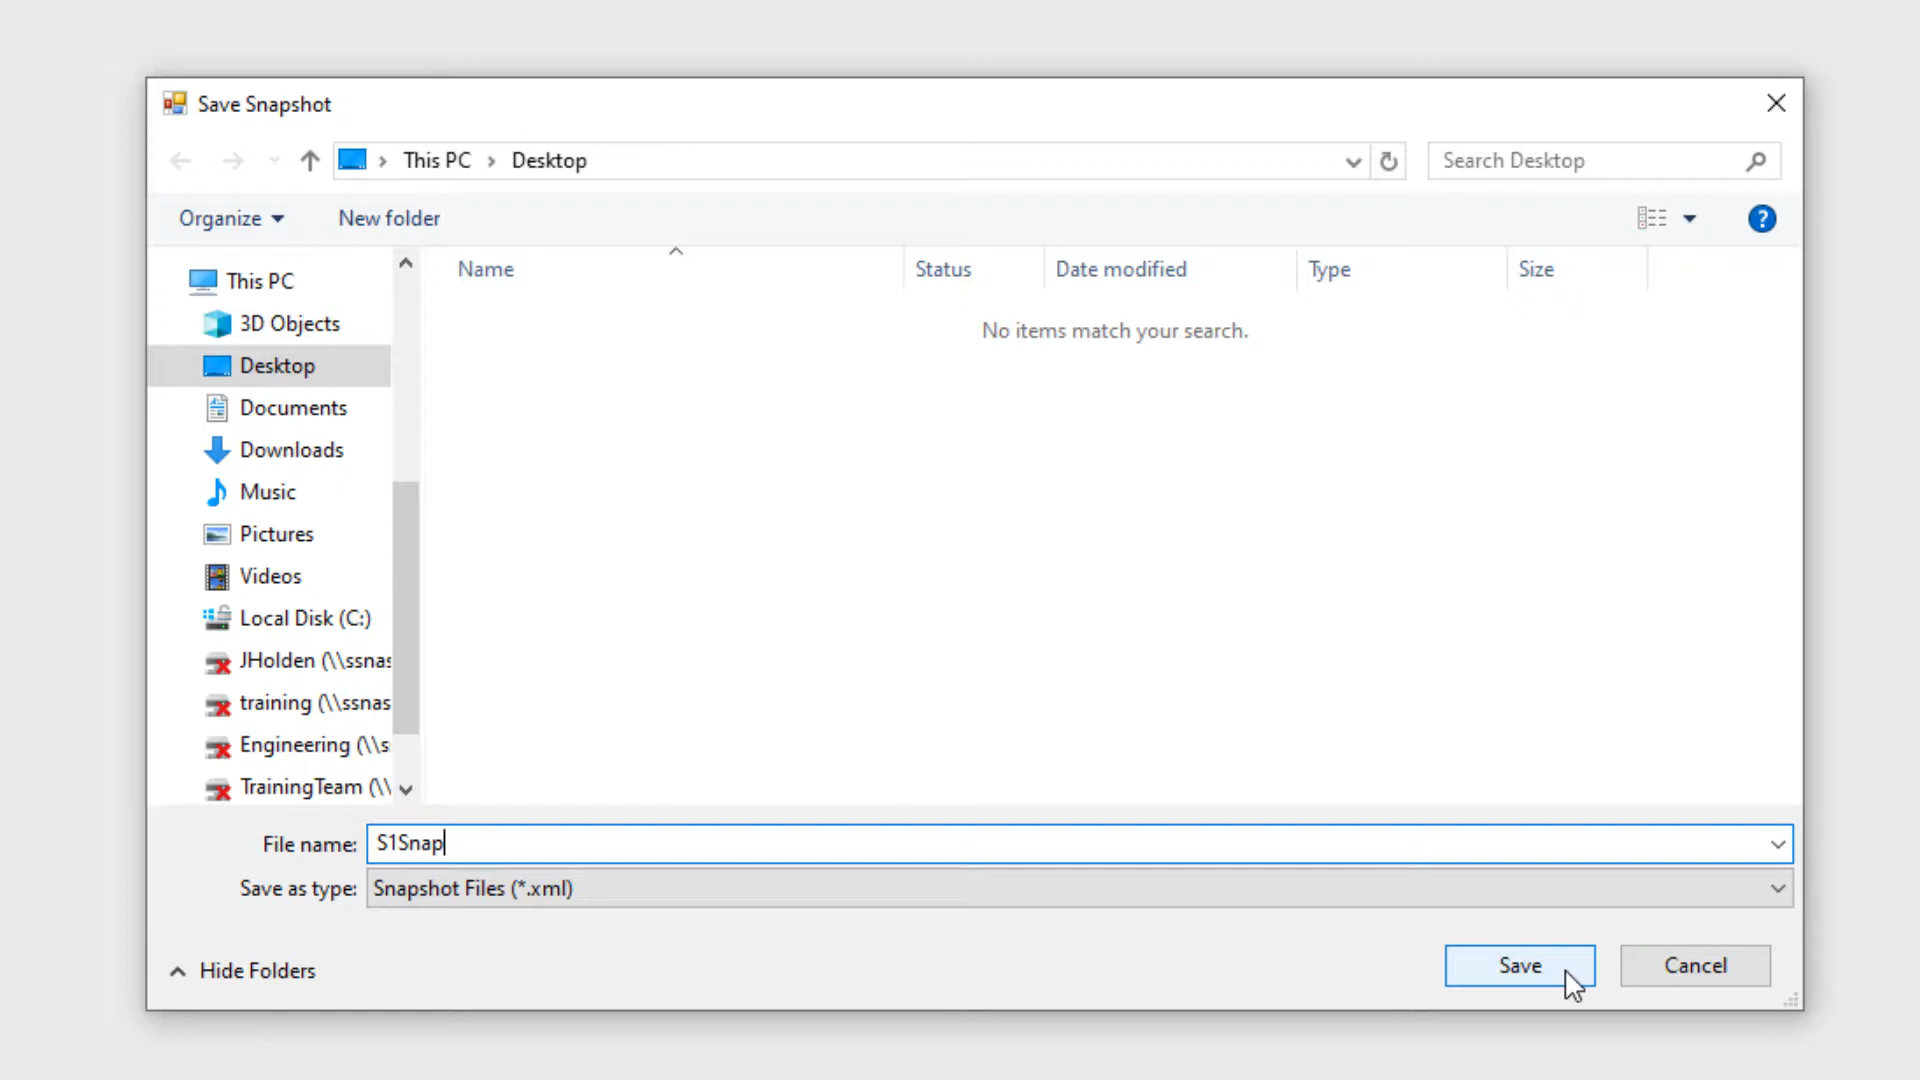 Save Snapshot
This PC > Desktop
Search Desktop
Organize
New folder
?
Name
Status
Date modified
Type
Size
No items match your search.
This PC
3D Objects
Desktop
Documents
Downloads
Music
Pictures
Videos
Local Disk (C:)
JHolden (\\ssnas
training (\\ssnas
Engineering (\\s
TrainingTeam (\\
File name: S1Snap
Save as type: Snapshot Files (*.xml)
Hide Folders
Save
Cancel